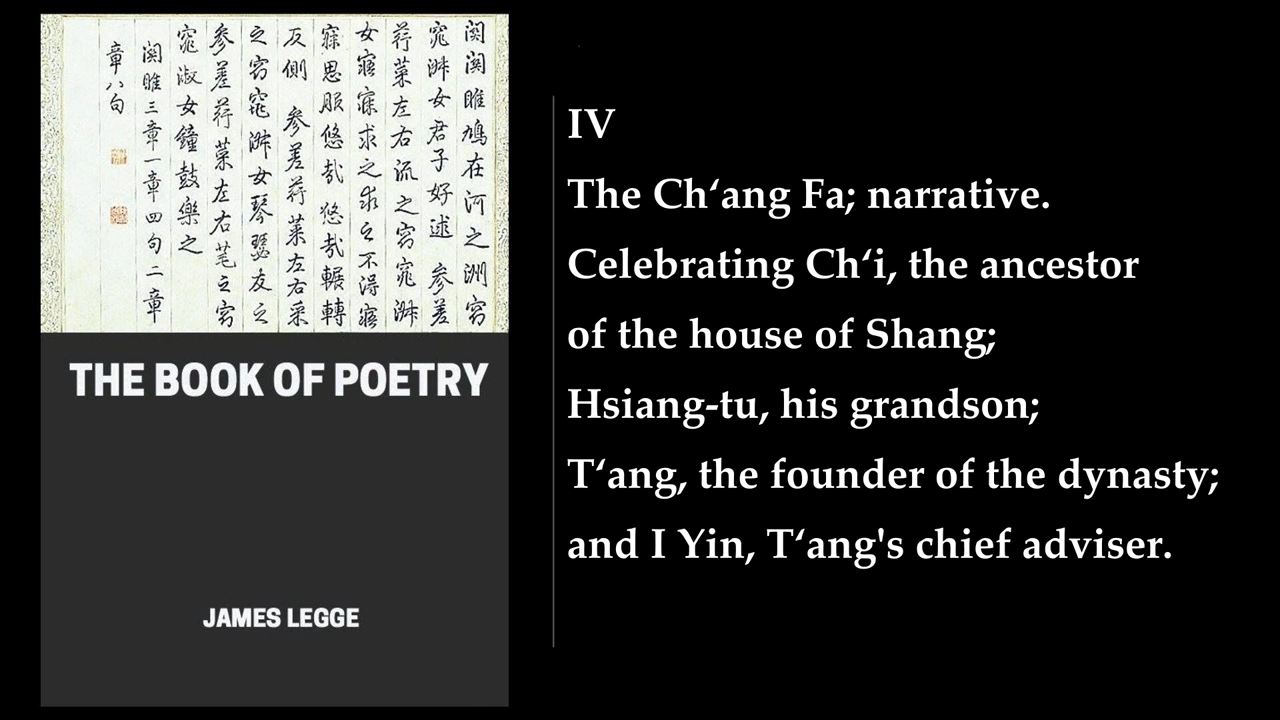 關關雎鳩在河之洲窈
窕淑女君子好逑 參差
荇菜左右流之窈窕淑
女寤寐求之求之不得寤
寐思服悠哉悠哉輾轉
反側 參差荇菜左右采
之窈窕淑女琴瑟友之
參差荇菜左右芼之窈
窕淑女鐘鼓樂之
關雎三章一章四句二章
章八句
THE BOOK OF POETRY
JAMES LEGGE
IV
The Ch‘ang Fa; narrative.
Celebrating Ch‘i, the ancestor
of the house of Shang;
Hsiang-tu, his grandson;
T‘ang, the founder of the dynasty;
and I Yin, T‘ang's chief adviser.